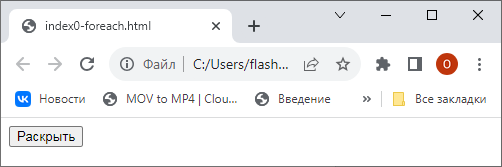 index0-foreach.html
Файл C:/Users/flash... О
Новости MOV to MP4 | Clou... Введение » Все закладки
Раскрыть